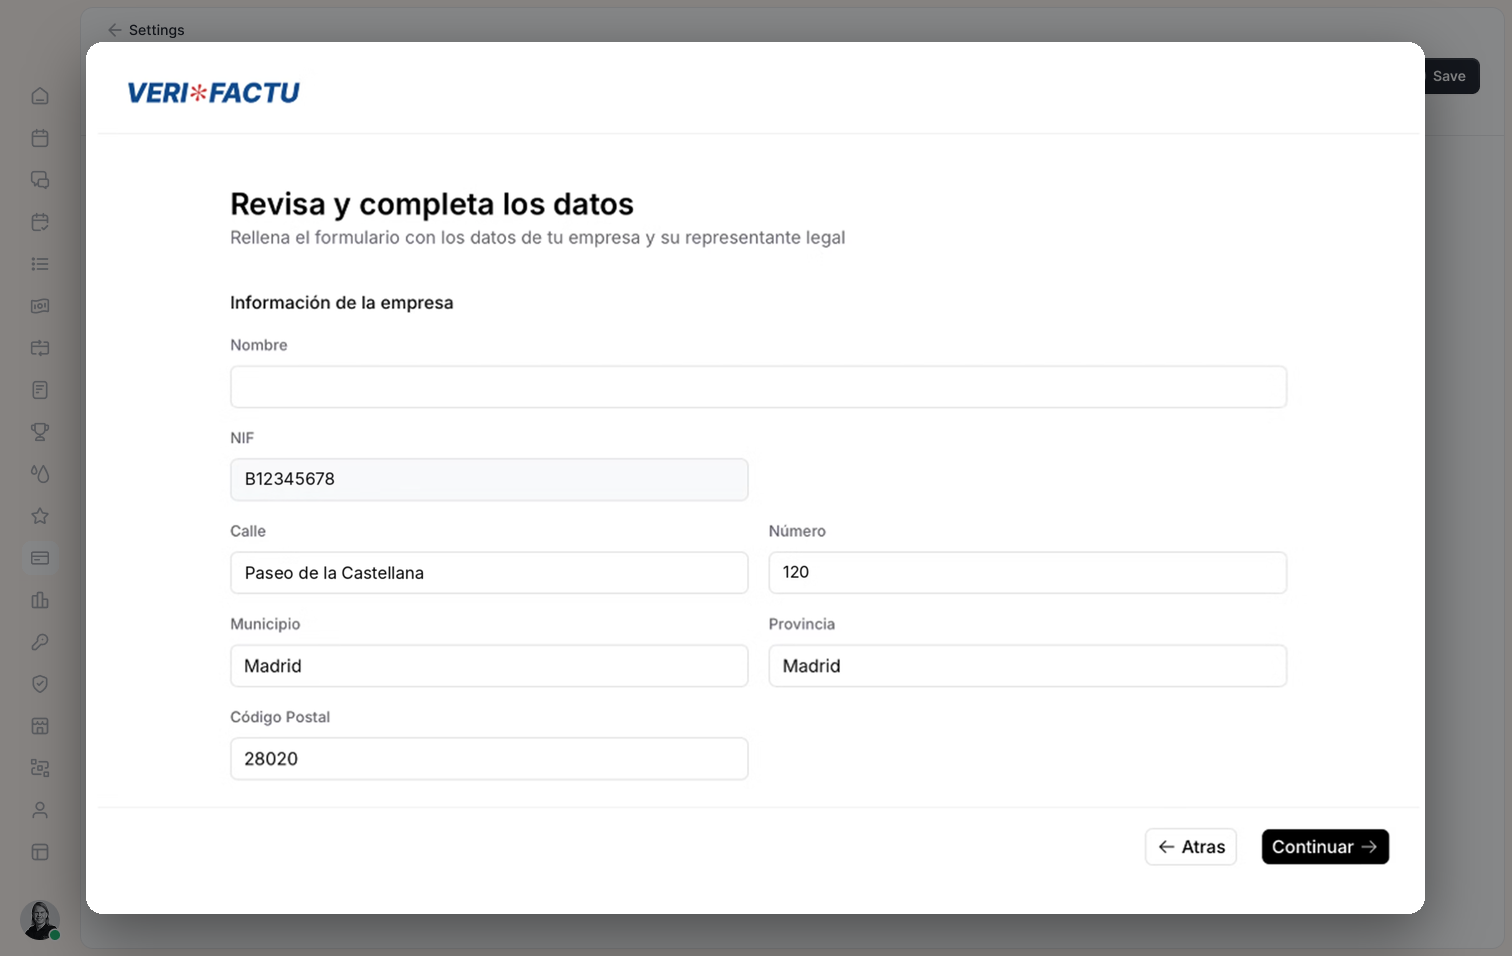 Settings
Save
VERI*FACTU
Revisa y completa los datos
Rellena el formulario con los datos de tu empresa y su representante legal
Información de la empresa
Nombre
NIF
B12345678
Calle
Número
Paseo de la Castellana
120
Municipio
Provincia
Madrid
Madrid
Código Postal
28020
Atras
Continuar